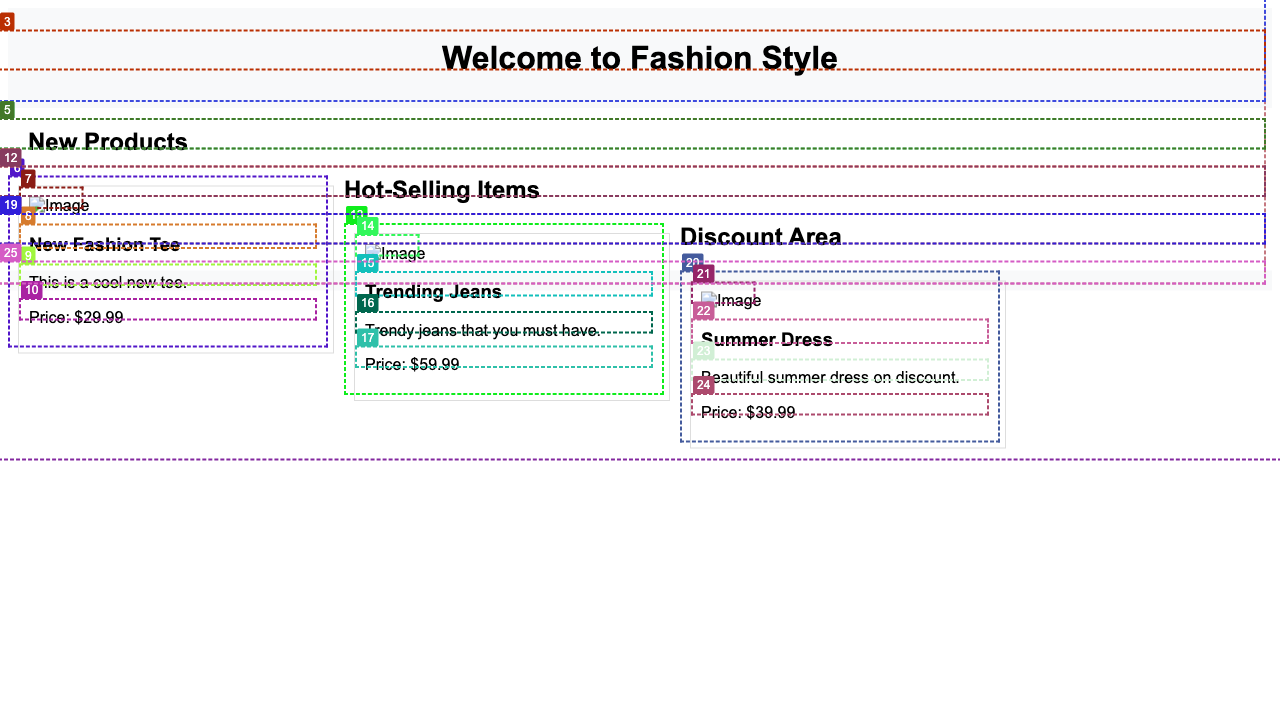 3
Welcome to Fashion Style
5
New Products
12
7
Image
19
New Fashion Tee
9
This is a cool new tee.
10
Price: $29.99
25
Hot-Selling Items
14
Image
15
Trending Jeans
16
Trendy jeans that you must have.
17
Price: $59.99
Discount Area
20
21
Image
22
Summer Dress
23
Beautiful summer dress on discount.
24
Price: $39.99